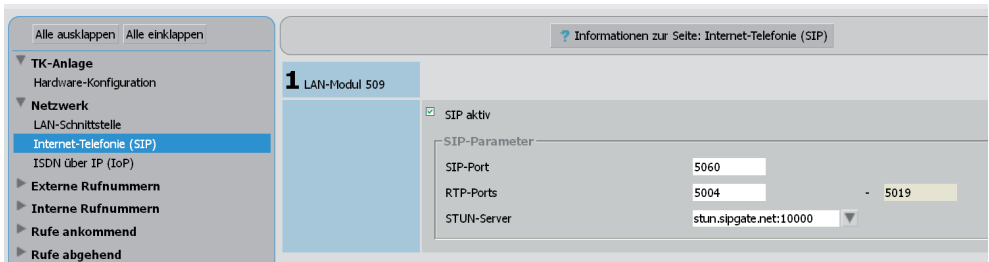 Alle ausklappen Alle einklappen
TK-Anlage
Hardware-Konfiguration
Netzwerk
LAN-Schnittstelle
Internet-Telefonie (SIP)
ISDN über IP (IoP)
Externe Rufnummern
Interne Rufnummern
Rufe ankommend
Rufe abgehend
? Informationen zur Seite: Internet-Telefonie (SIP)
1 LAN-Modul 509
SIP aktiv
SIP-Parameter
SIP-Port 5060
RTP-Ports 5004 - 5019
STUN-Server stun.sipgate.net:10000